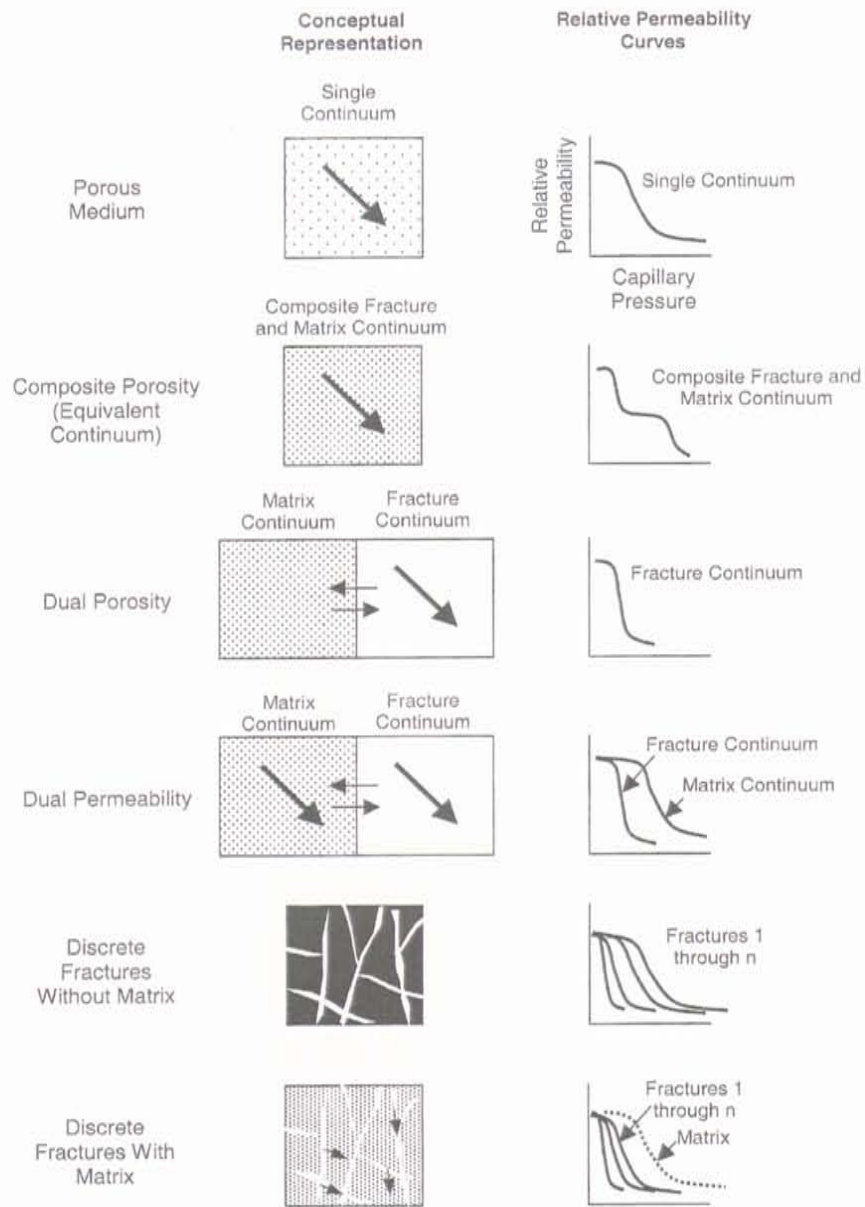 Conceptual
Representation
Relative Permeability
Curves
Porous
Medium
Single
Continuum
Relative
Permeability
Single Continuum
Capillary
Pressure
Composite Porosity
(Equivalent
Continuum)
Composite Fracture
and Matrix Continuum
Composite Fracture and
Matrix Continuum
Dual Porosity
Matrix
Continuum
Fracture
Continuum
Fracture Continuum
Dual Permeability
Matrix
Continuum
Fracture
Continuum
Fracture Continuum
Matrix Continuum
Discrete
Fractures
Without Matrix
Fractures 1
through n
Discrete
Fractures With
Matrix
Fractures 1
through n
Matrix